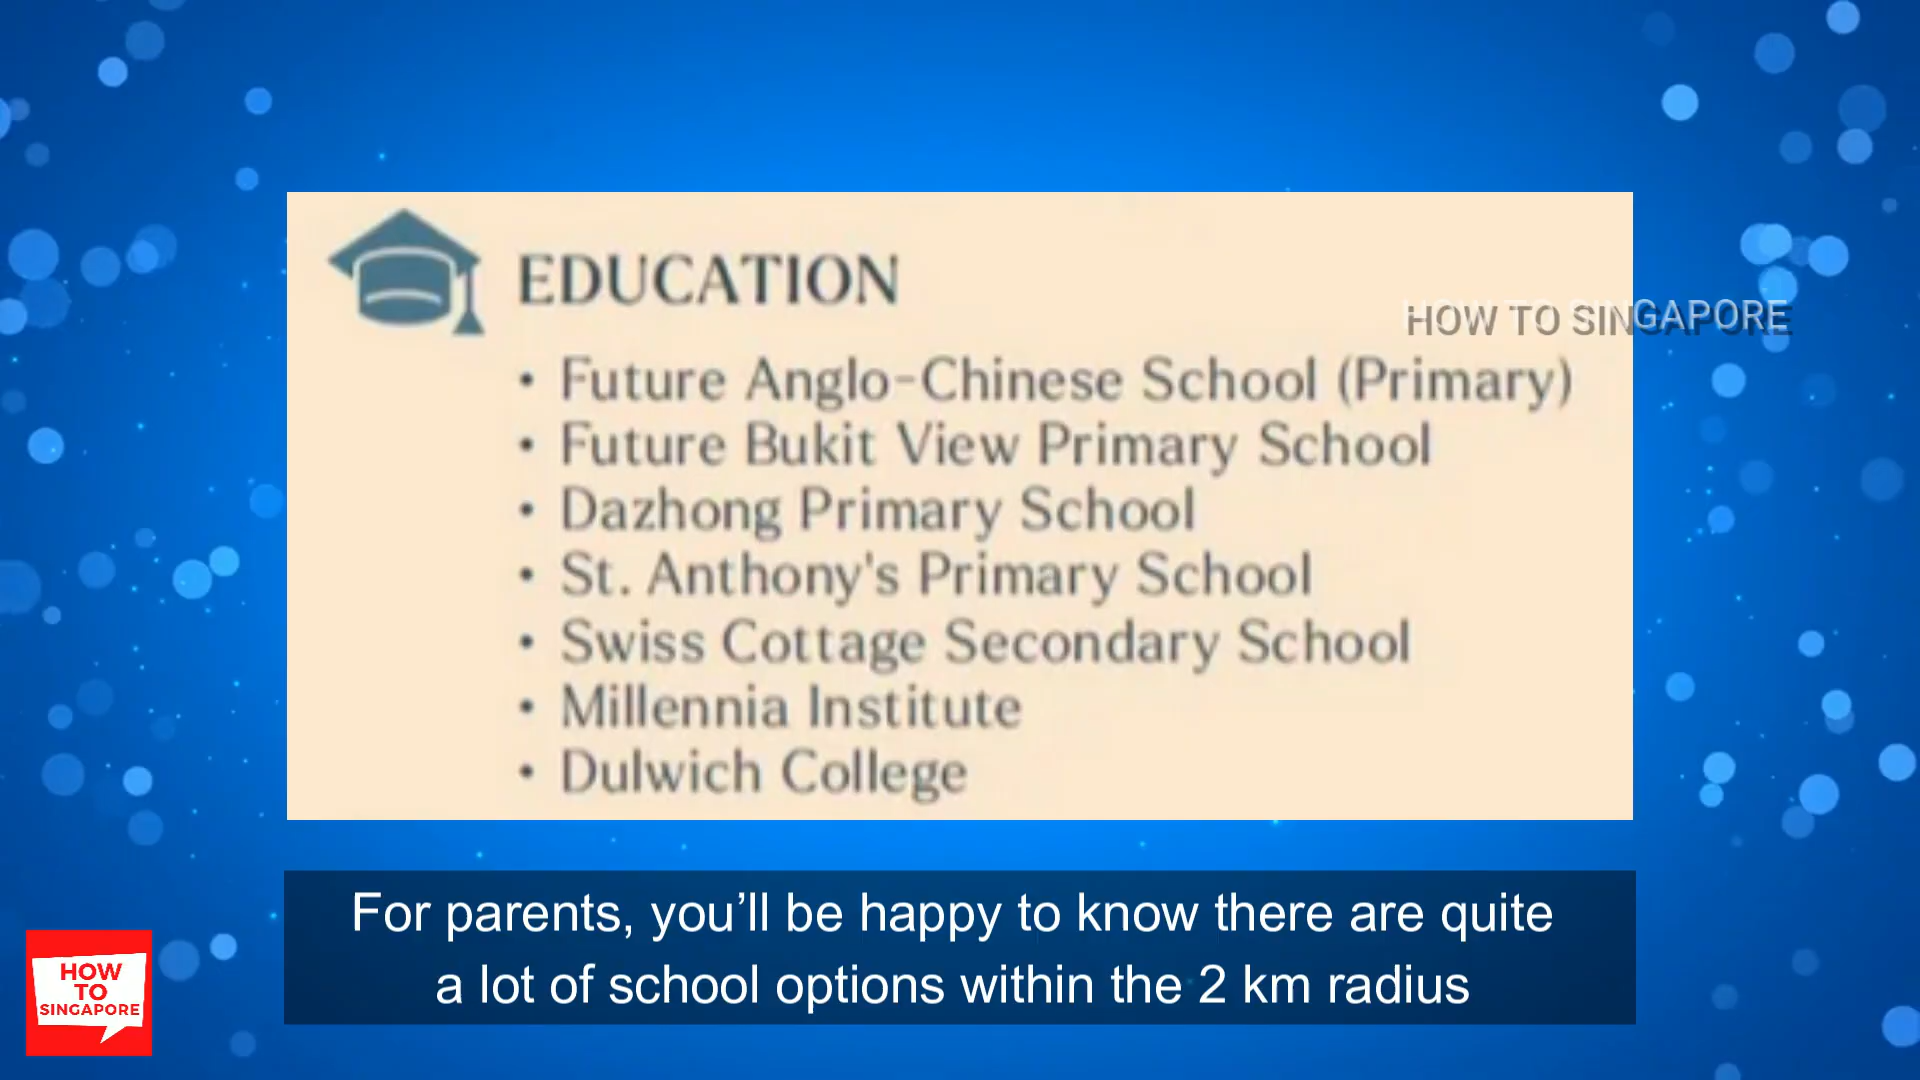 EDUCATION
HOW TO SINGAPORE
• Future Anglo-Chinese School (Primary)
• Future Bukit View Primary School
• Dazhong Primary School
• St. Anthony's Primary School
• Swiss Cottage Secondary School
• Millennia Institute
• Dulwich College
For parents, you’ll be happy to know there are quite
a lot of school options within the 2 km radius
HOW
TO
SINGAPORE